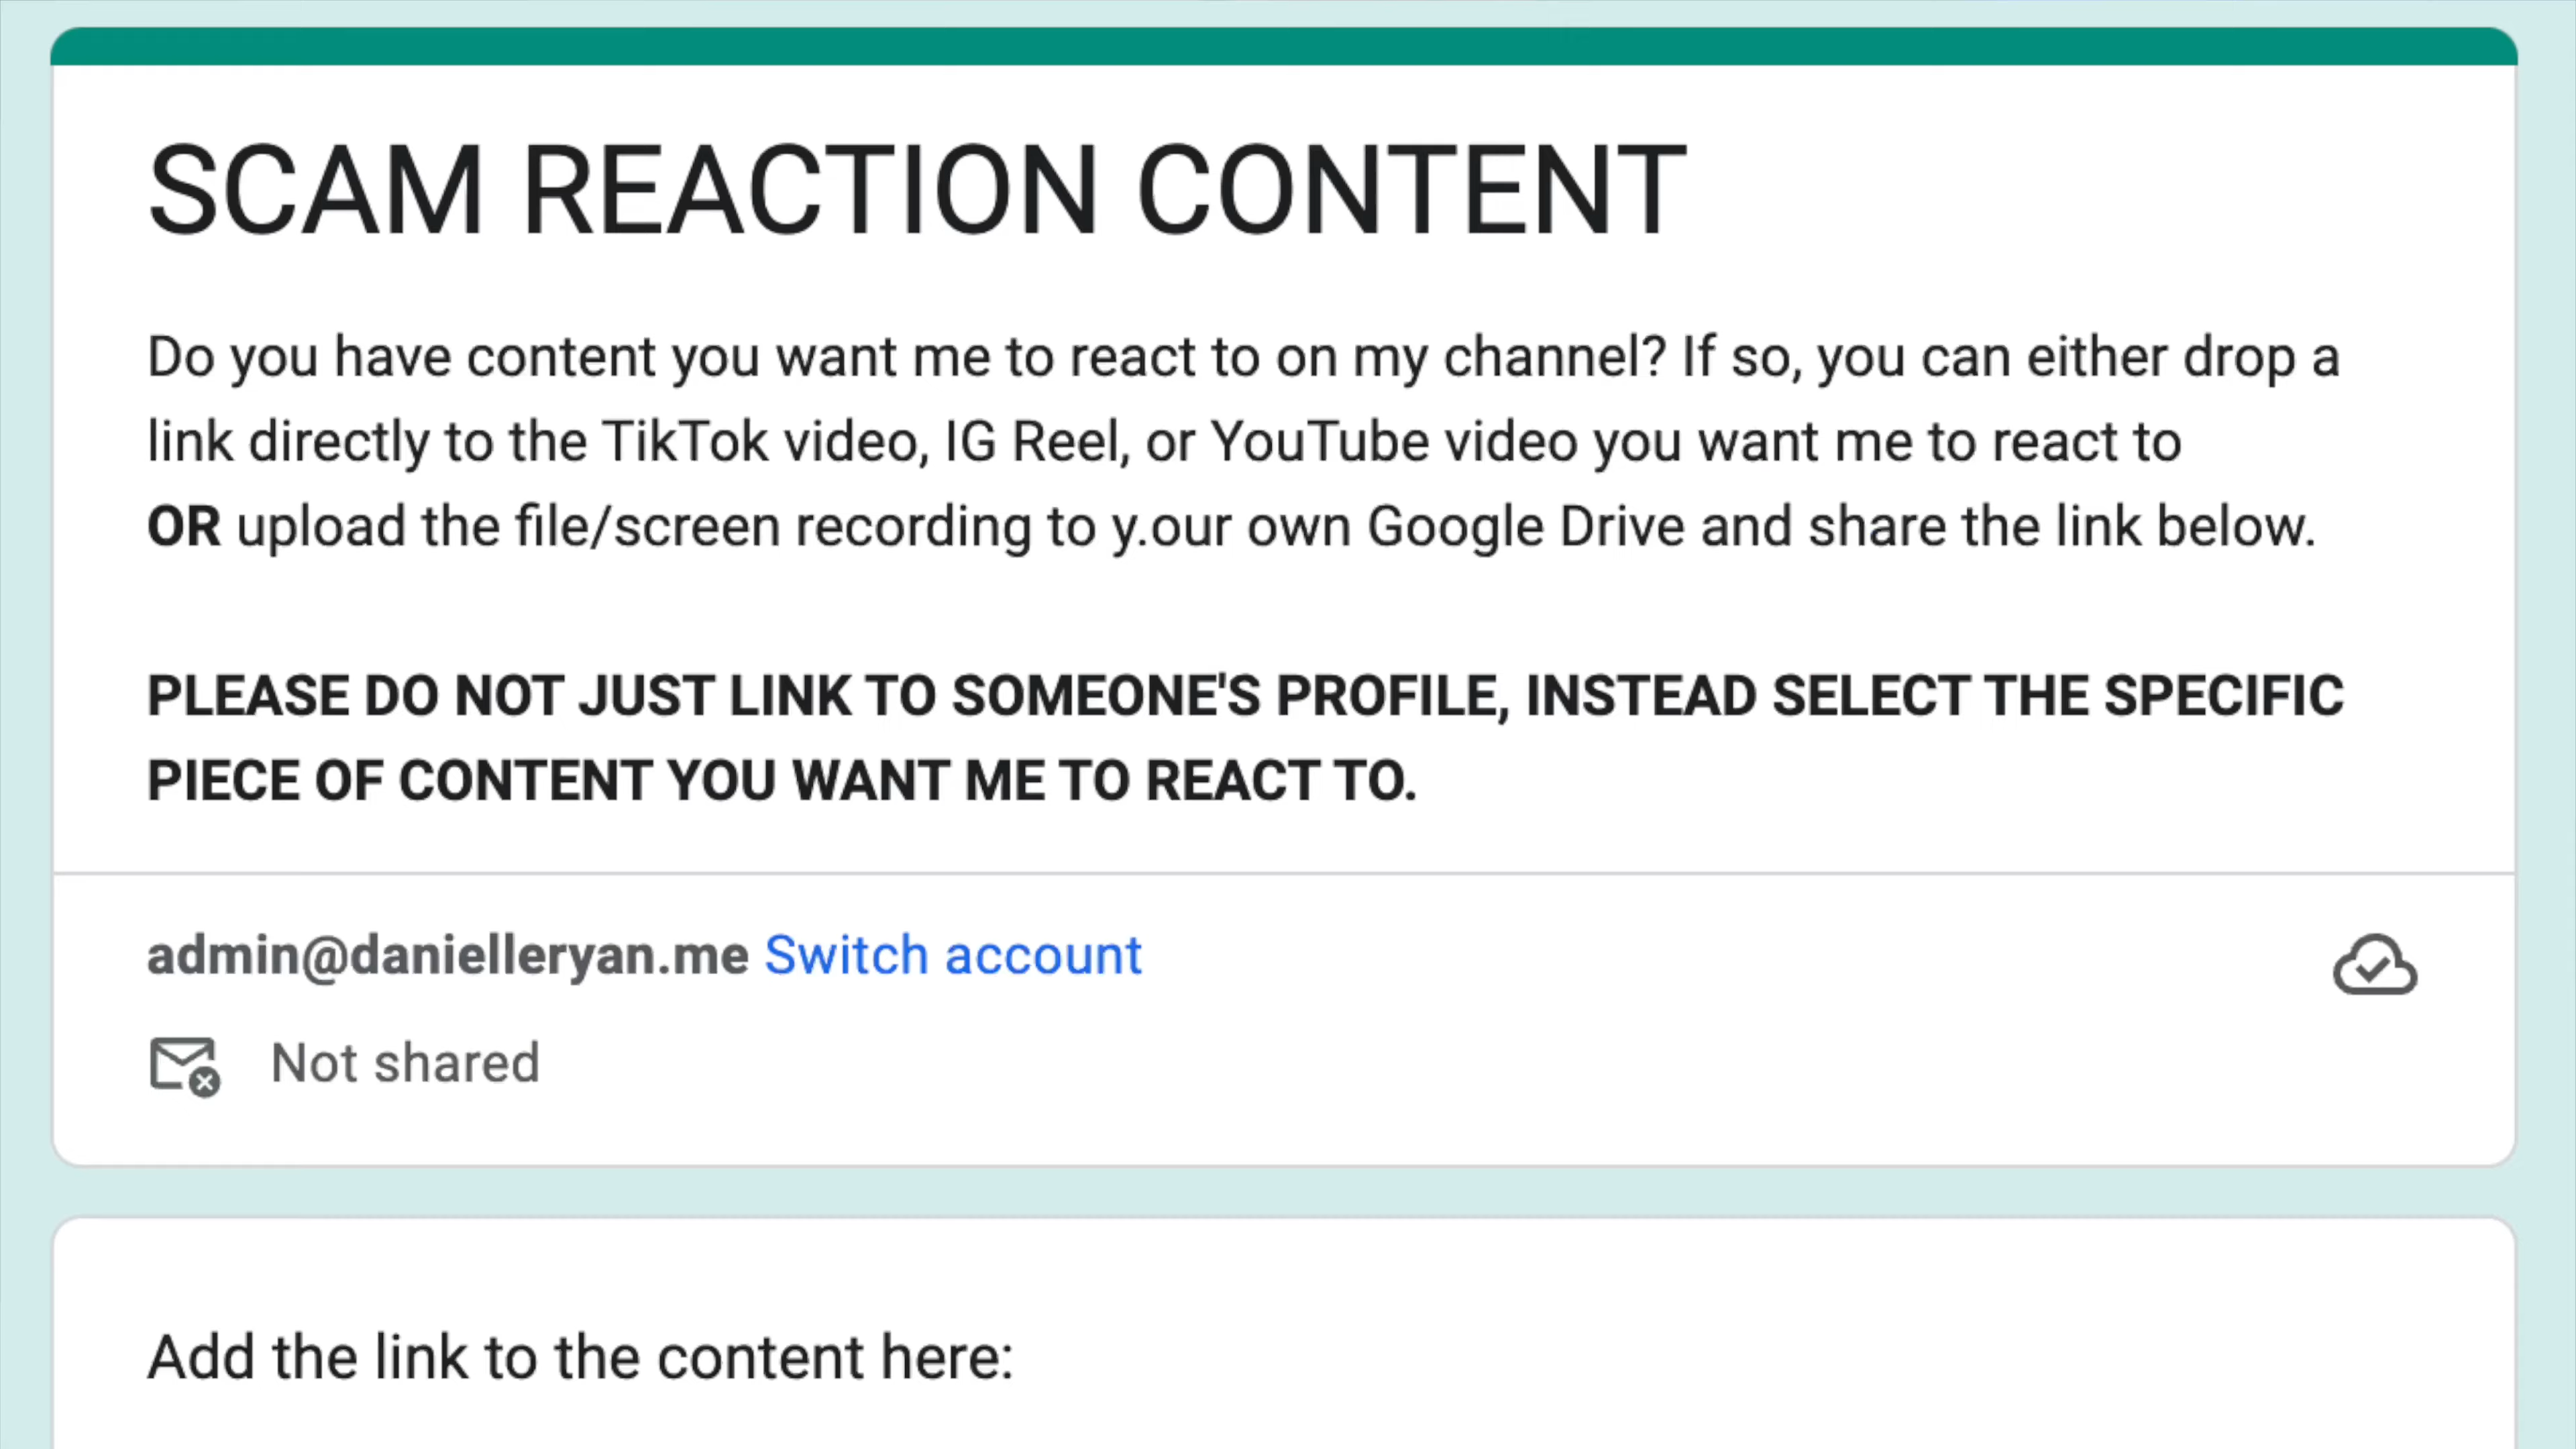 SCAM REACTION CONTENT
Do you have content you want me to react to on my channel? If so, you can either drop a
link directly to the TikTok video, IG Reel, or YouTube video you want me to react to
OR upload the file/screen recording to y.our own Google Drive and share the link below.
PLEASE DO NOT JUST LINK TO SOMEONE'S PROFILE, INSTEAD SELECT THE SPECIFIC
PIECE OF CONTENT YOU WANT ME TO REACT TO.
admin@danielleryan.me Switch account
Not shared
Add the link to the content here: